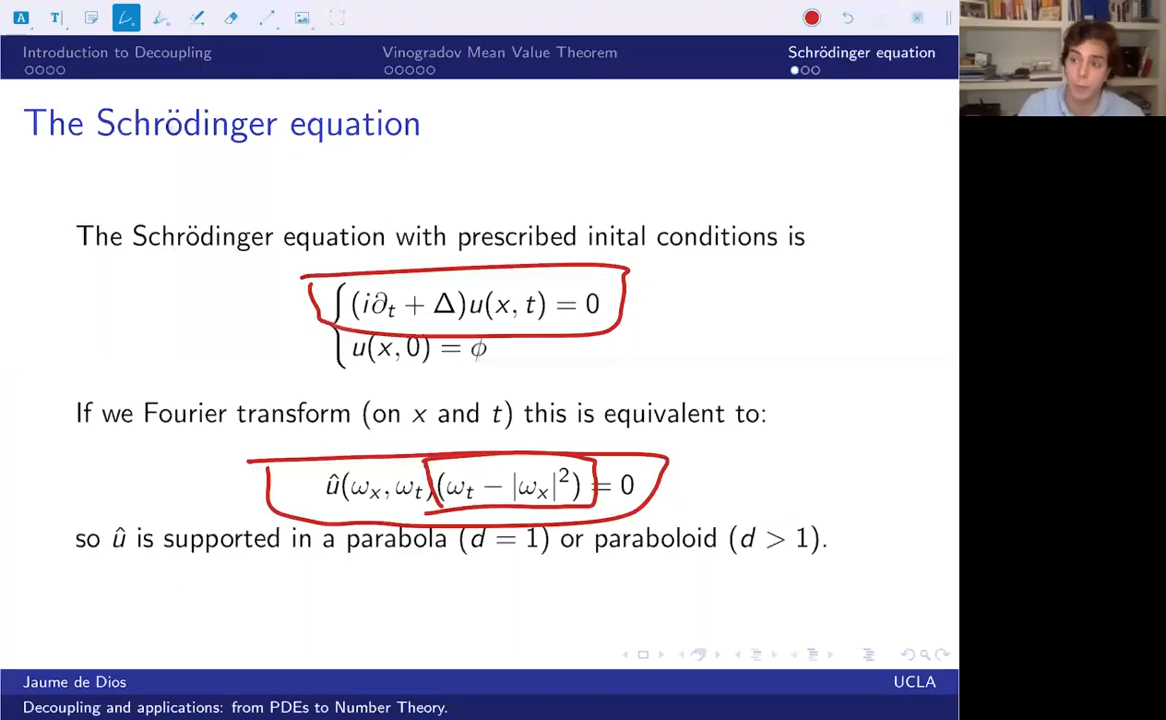 Introduction to Decoupling
Vinogradov Mean Value Theorem
Schrödinger equation
The Schrödinger equation
The Schrödinger equation with prescribed inital conditions is
(i∂ₜ + Δ)u(x, t) = 0
u(x, 0) = ϕ
If we Fourier transform (on x and t) this is equivalent to:
û(ωₓ, ωₜ)(ωₜ − |ωₓ|²) = 0
so û is supported in a parabola (d = 1) or paraboloid (d > 1).
Jaume de Dios
UCLA
Decoupling and applications: from PDEs to Number Theory.